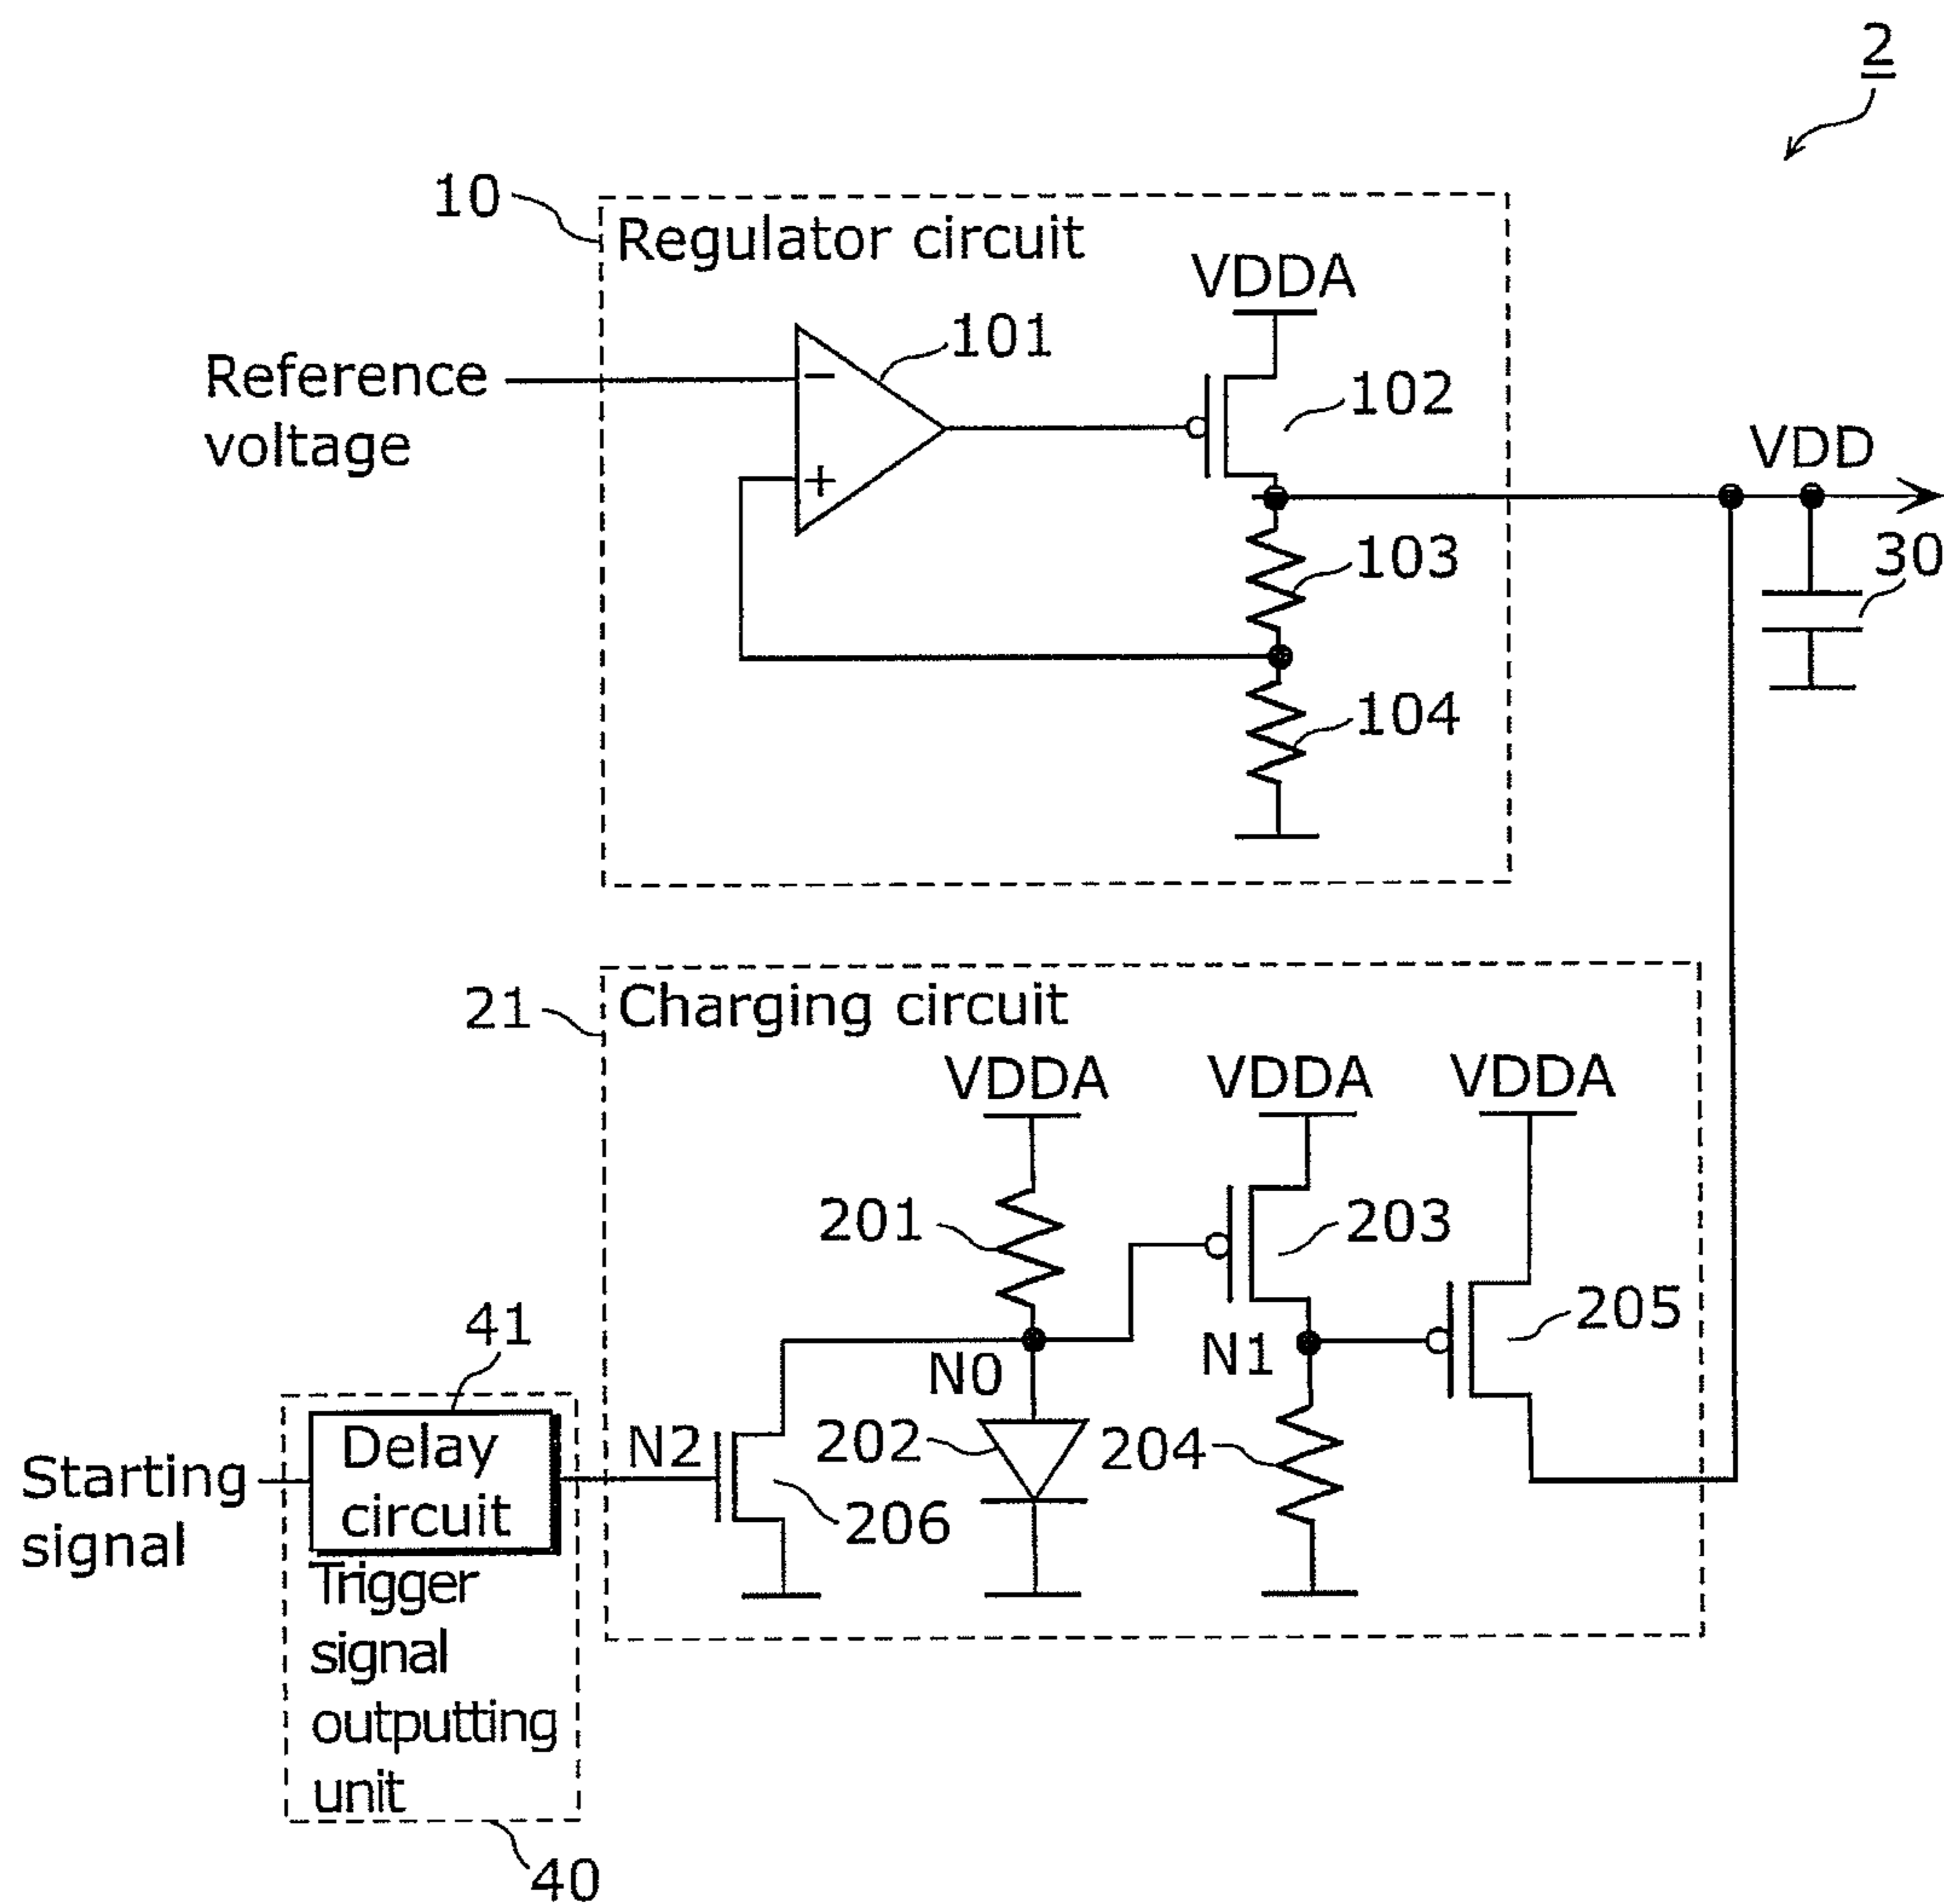 2
10
Regulator circuit
VDDA
101
Reference
voltage
−
+
102
VDD
103
30
104
21
Charging circuit
VDDA
VDDA
VDDA
201
203
205
41
N0
N1
Delay
circuit
N2
202
204
206
Starting
signal
Trigger
signal
outputting
unit
40